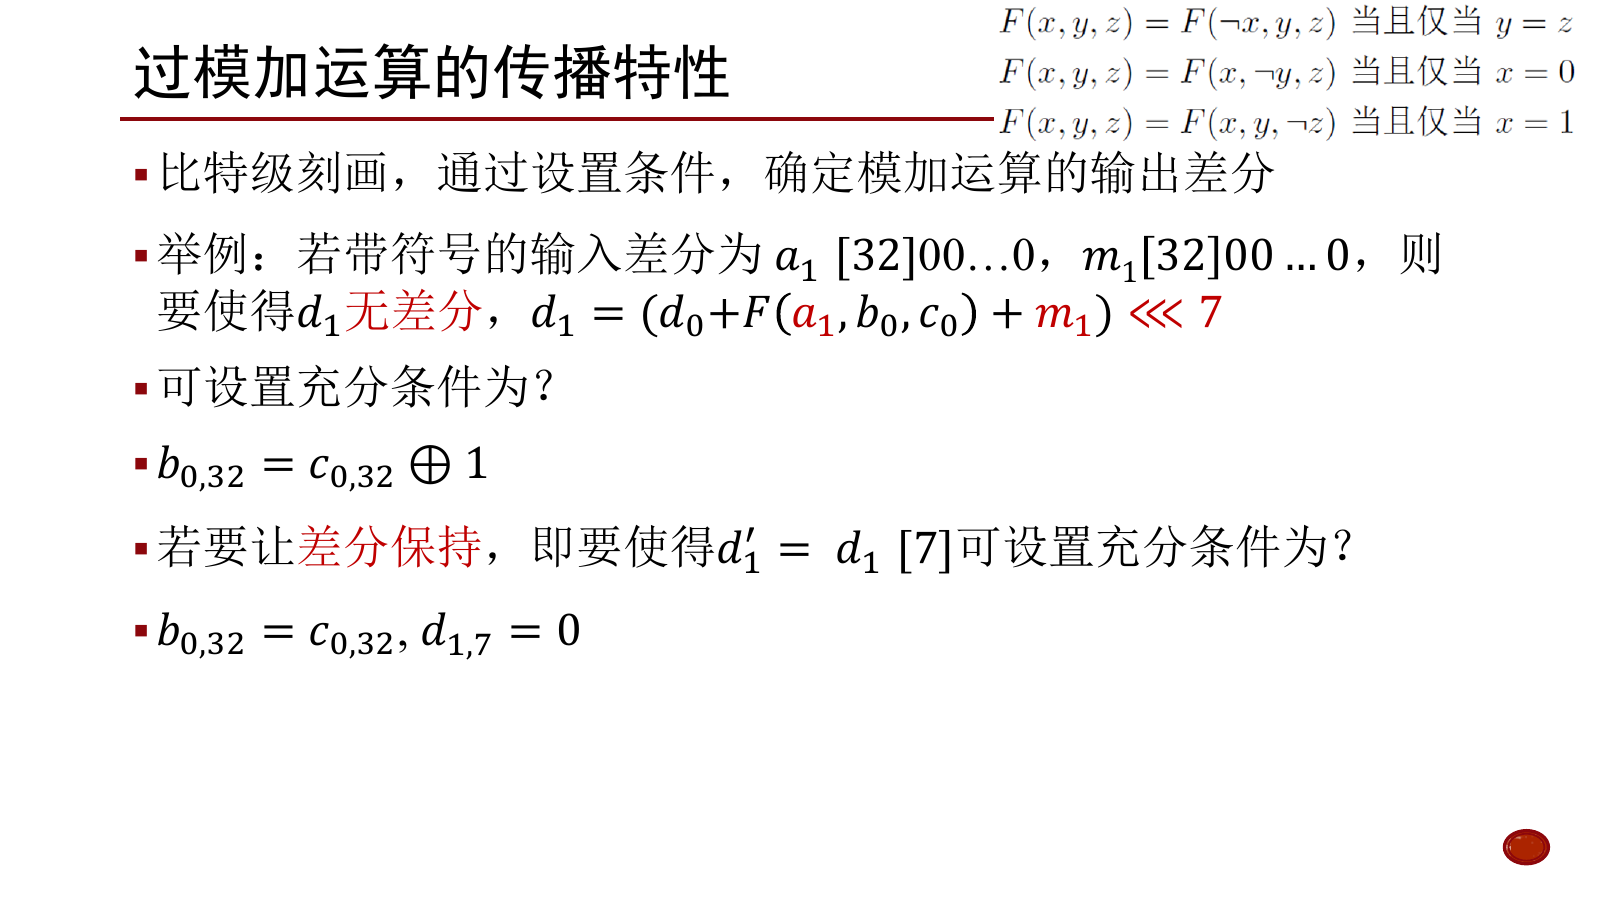 过模加运算的传播特性
F(x, y, z) = F(¬x, y, z) 当且仅当 y = z
F(x, y, z) = F(x, ¬y, z) 当且仅当 x = 0
F(x, y, z) = F(x, y, ¬z) 当且仅当 x = 1
▪比特级刻画，通过设置条件，确定模加运算的输出差分
▪举例：若带符号的输入差分为 a₁ [32]00…0，m₁[32]00 … 0，则
要使得d₁无差分，d₁ = (d₀+F(a₁, b₀, c₀) + m₁) ⋘ 7
▪可设置充分条件为？
▪b₀,₃₂ = c₀,₃₂ ⊕ 1
▪若要让差分保持，即要使得d₁′ = d₁ [7]可设置充分条件为？
▪b₀,₃₂ = c₀,₃₂, d₁,₇ = 0